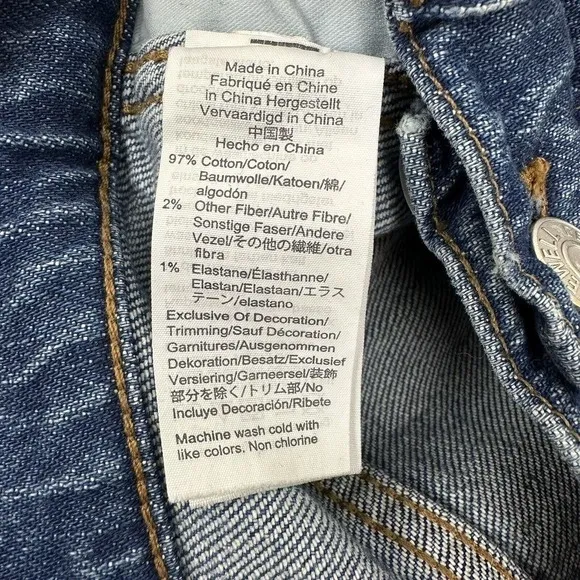 Made in China
Fabriqué en Chine
In China Hergestellt
Vervaardigd in China
中国製
Hecho en China
97% Cotton/Coton/
Baumwolle/Katoen/綿/
algodón
2% Other Fiber/Autre Fibre/
Sonstige Faser/Andere
Vezel/その他の繊維/otra
fibra
1% Elastane/Élasthanne/
Elastan/Elastaan/エラス
テーン/elastano
Exclusive Of Decoration/
Trimming/Sauf Décoration/
Garnitures/Ausgenommen
Dekoration/Besatz/Exclusief
Versiering/Garneersel/装飾
部分を除く/トリム部/No
Incluye Decoración/Ribete
Machine wash cold with
like colors. Non chlorine